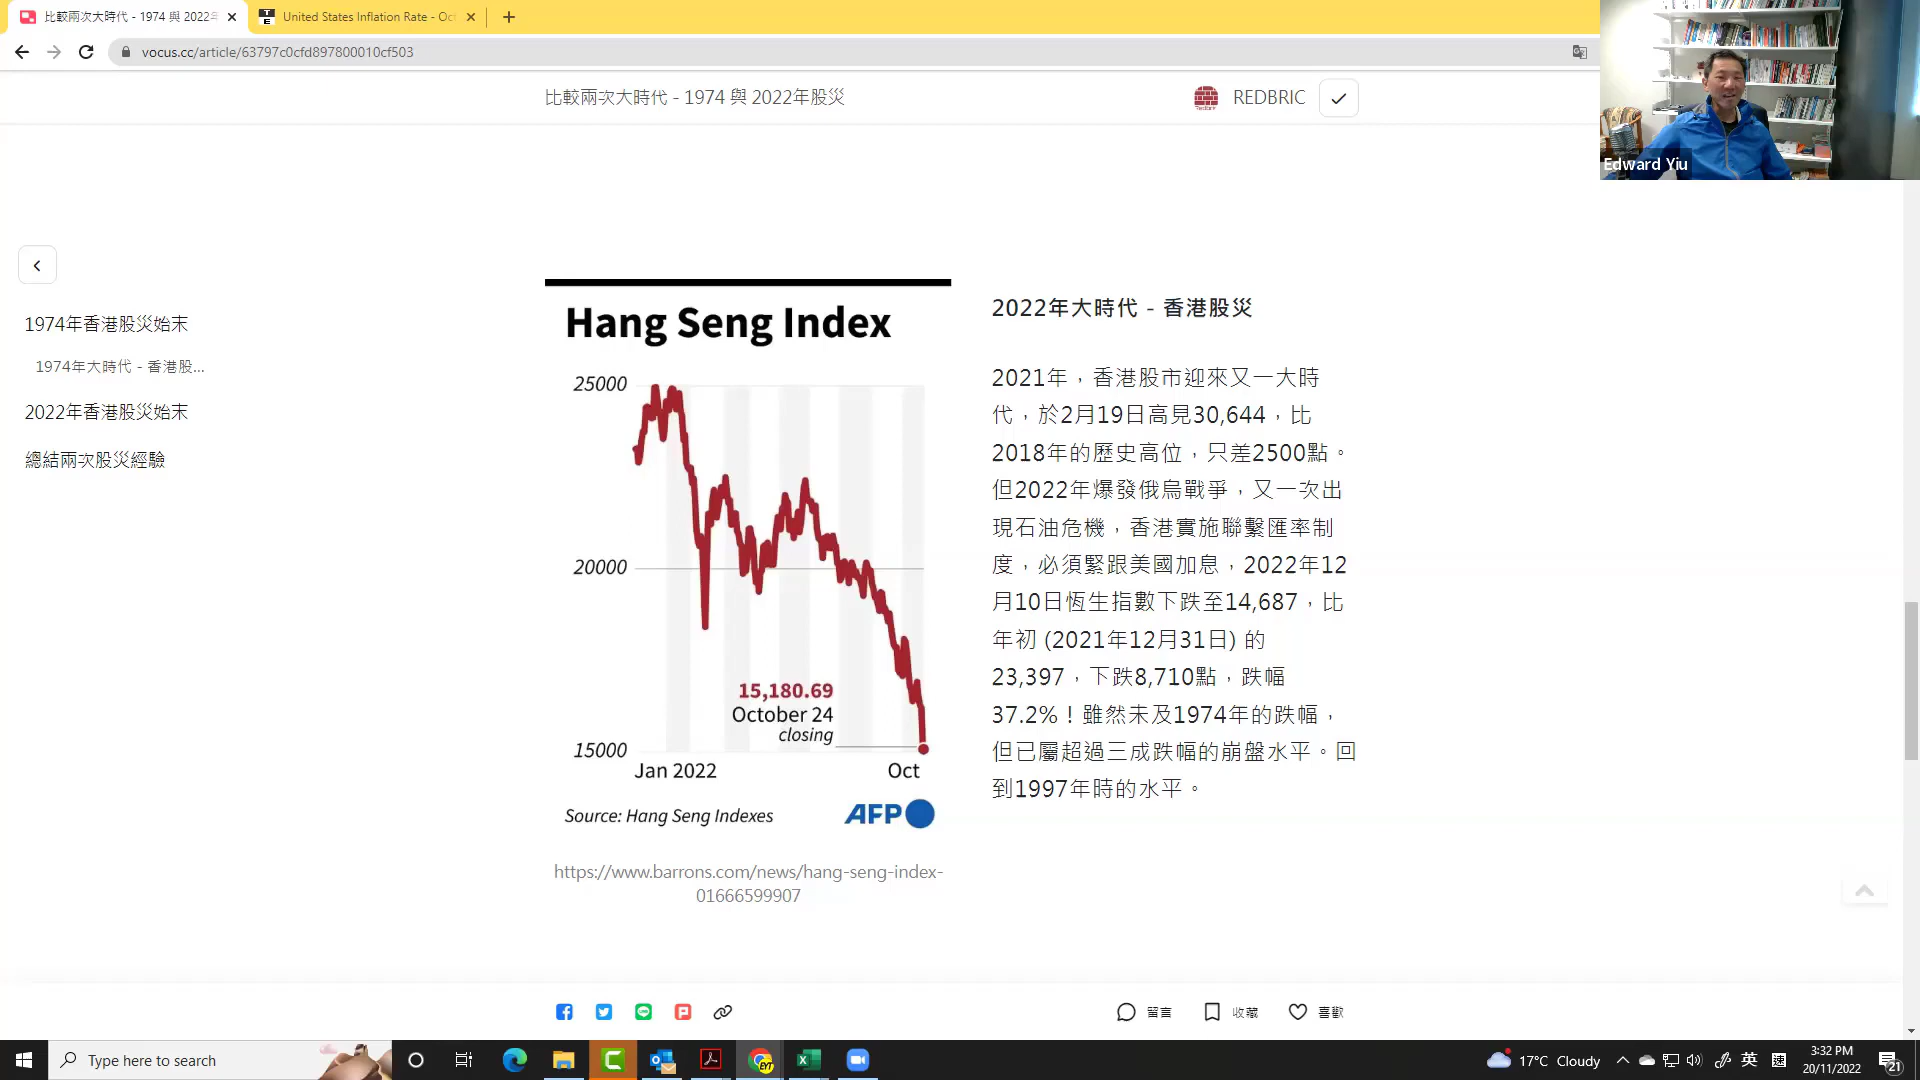 比較兩次大時代 - 1974 與 2022年
United States Inflation Rate - Oct
vocus.cc/article/63797c0cfd897800010cf503
比較兩次大時代 - 1974 與 2022年股災
REDBRIC
Edward Yiu
1974年香港股災始末
1974年大時代 - 香港股...
2022年香港股災始末
總結兩次股災經驗
Hang Seng Index
25000
20000
15,180.69
October 24
closing
15000
Jan 2022
Oct
Source: Hang Seng Indexes
AFP
https://www.barrons.com/news/hang-seng-index-
01666599907
2022年大時代 - 香港股災
2021年，香港股市迎來又一大時
代，於2月19日高見30,644，比
2018年的歷史高位，只差2500點。
但2022年爆發俄烏戰爭，又一次出
現石油危機，香港實施聯繫匯率制
度，必須緊跟美國加息，2022年12
月10日恆生指數下跌至14,687，比
年初 (2021年12月31日) 的
23,397，下跌8,710點，跌幅
37.2%！雖然未及1974年的跌幅，
但已屬超過三成跌幅的崩盤水平。回
到1997年時的水平。
留言
收藏
喜歡
Type here to search
17°C Cloudy
英
3:32 PM
20/11/2022
21